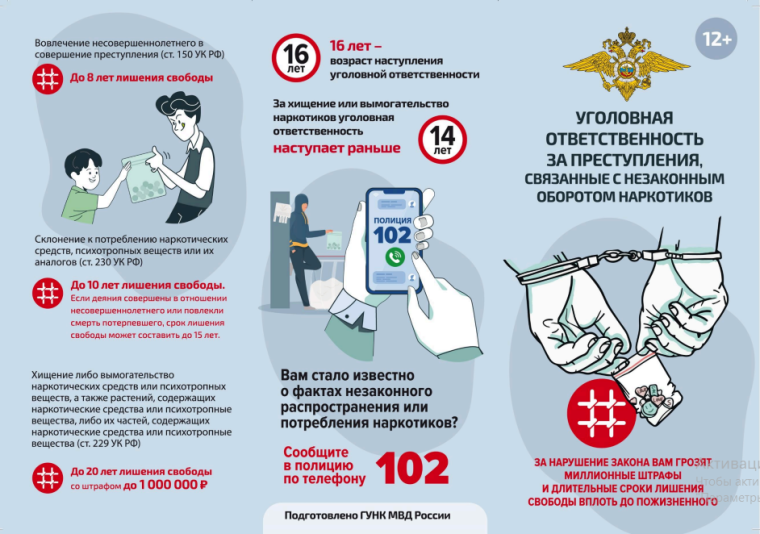 Вовлечение несовершеннолетнего в
совершение преступления (ст. 150 УК РФ)
До 8 лет лишения свободы
Склонение к потреблению наркотических
средств, психотропных веществ или их
аналогов (ст. 230 УК РФ)
До 10 лет лишения свободы.
Если деяния совершены в отношении
несовершеннолетнего или повлекли
смерть потерпевшего, срок лишения
свободы может составить до 15 лет.
Хищение либо вымогательство
наркотических средств или психотропных
веществ, а также растений, содержащих
наркотические средства или психотропные
вещества, либо их частей, содержащих
наркотические средства или психотропные
вещества (ст. 229 УК РФ)
До 20 лет лишения свободы
со штрафом до 1 000 000 ₽
16
лет
16 лет –
возраст наступления
уголовной ответственности
За хищение или вымогательство
наркотиков уголовная
ответственность
наступает раньше
14
лет
ПОЛИЦИЯ
102
Вам стало известно
о фактах незаконного
распространения или
потребления наркотиков?
Сообщите
в полицию
по телефону
102
Подготовлено ГУНК МВД России
12+
УГОЛОВНАЯ
ОТВЕТСТВЕННОСТЬ
ЗА ПРЕСТУПЛЕНИЯ,
СВЯЗАННЫЕ С НЕЗАКОННЫМ
ОБОРОТОМ НАРКОТИКОВ
ЗА НАРУШЕНИЕ ЗАКОНА ВАМ ГРОЗЯТ
МИЛЛИОННЫЕ ШТРАФЫ
И ДЛИТЕЛЬНЫЕ СРОКИ ЛИШЕНИЯ
СВОБОДЫ ВПЛОТЬ ДО ПОЖИЗНЕННОГО